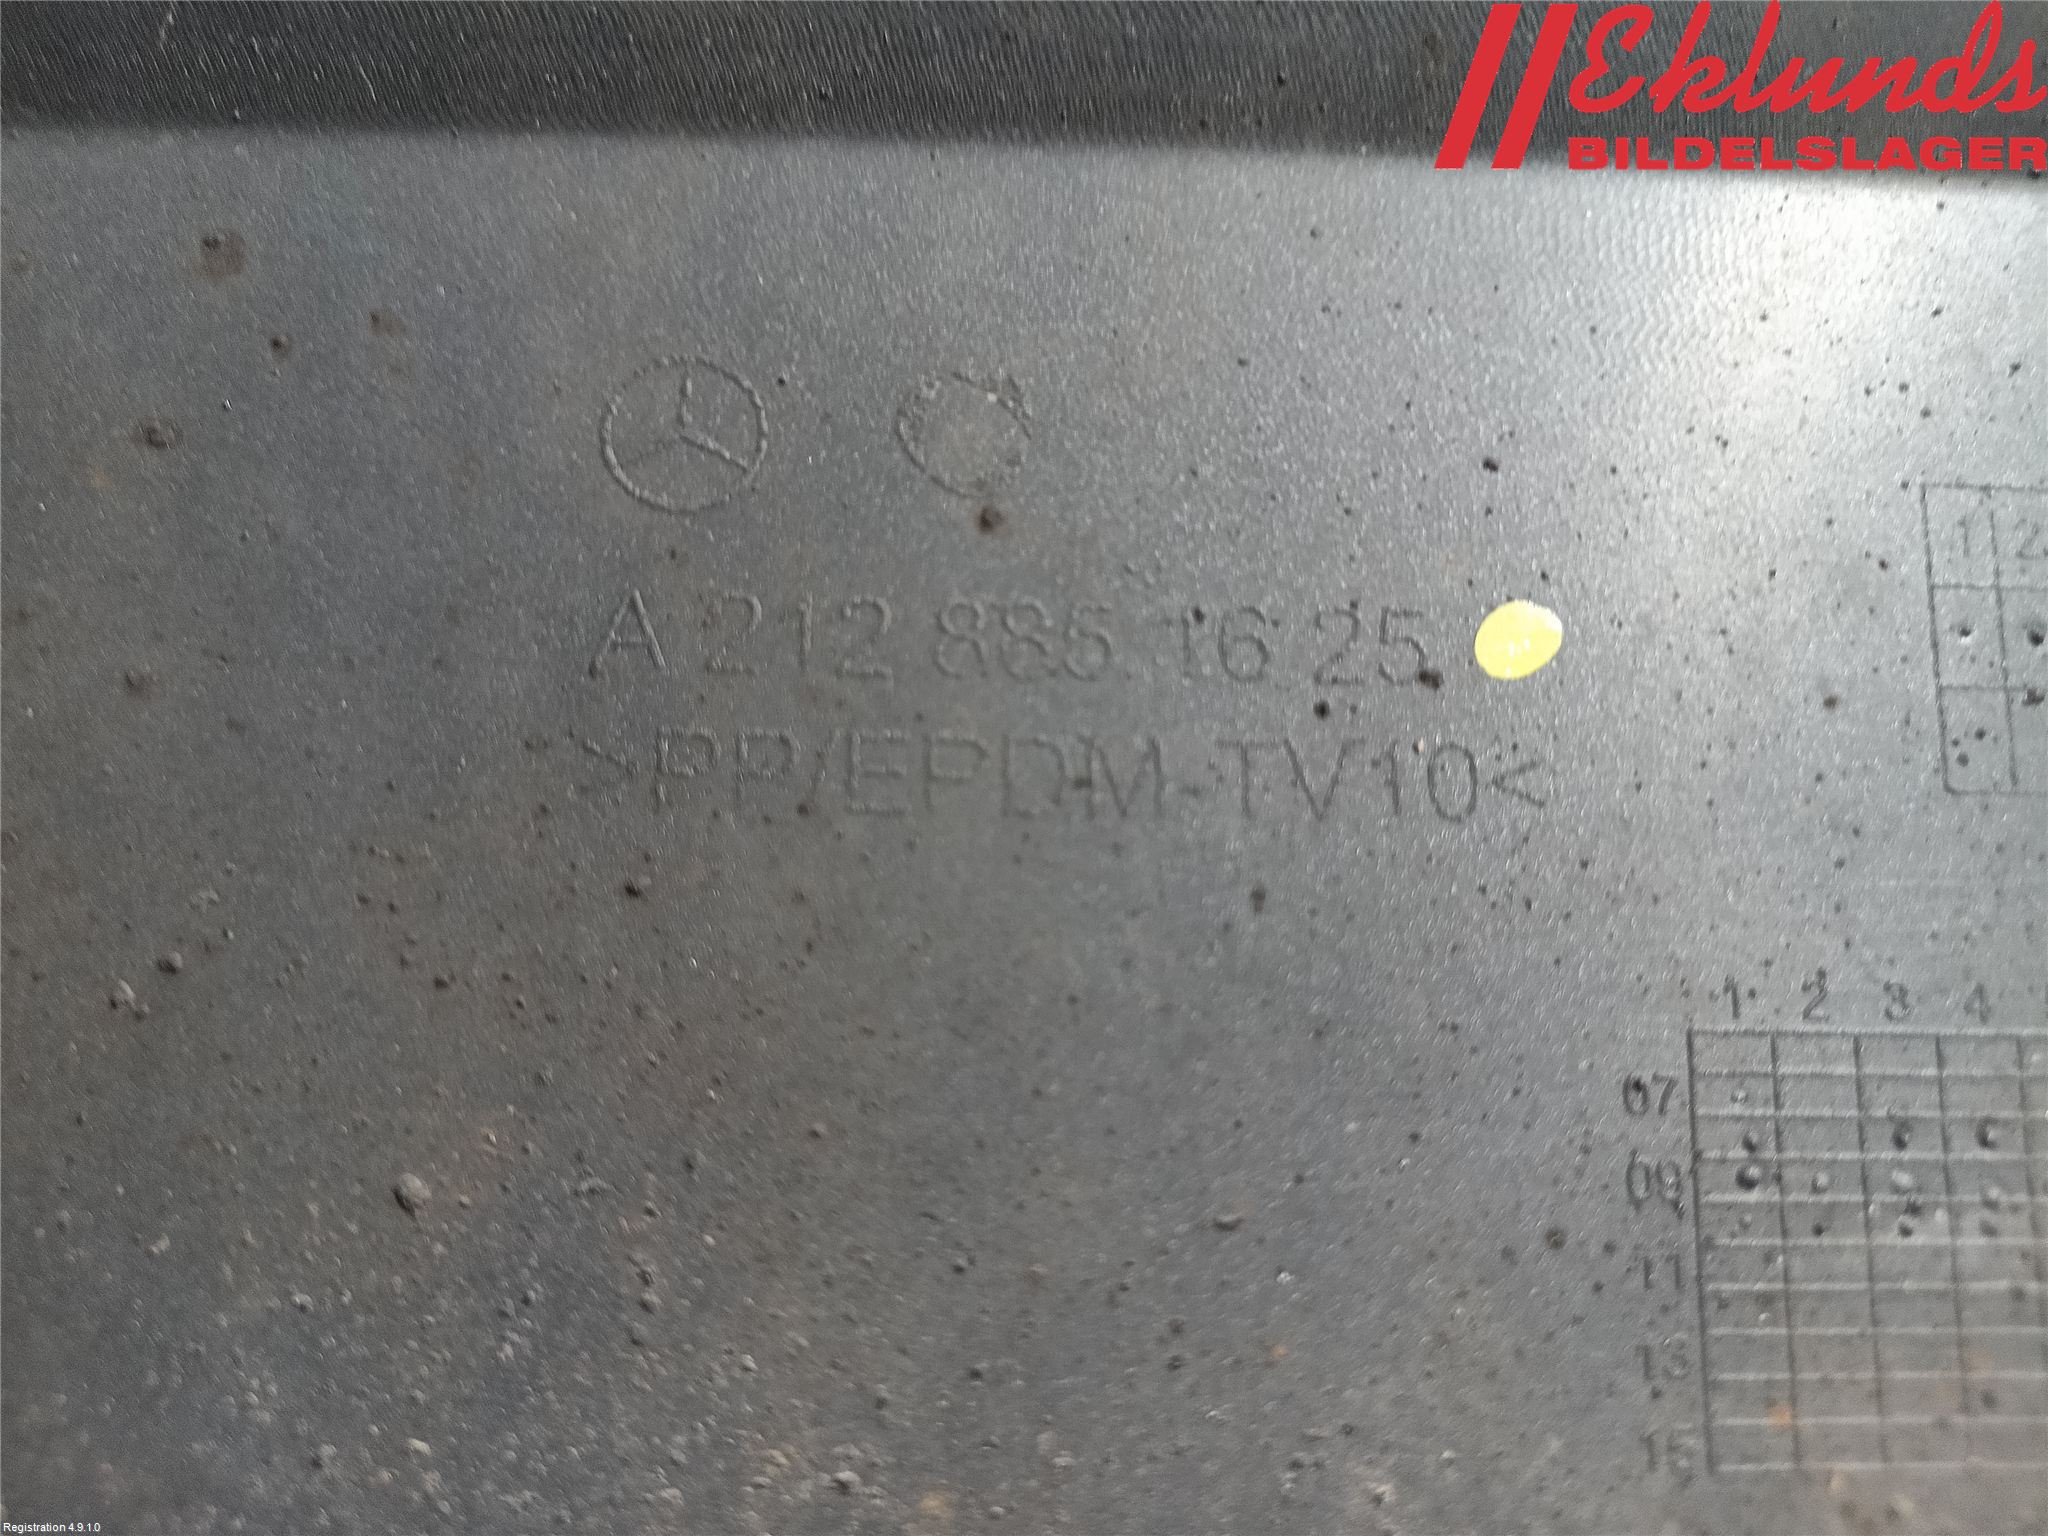 Eklunds
BILDELSLAGER
A 212 885 16 25
>PP/EPDM-TV10<
1 2
1 2 3 4
07
09
11
13
15
Registration 4.9.1.0